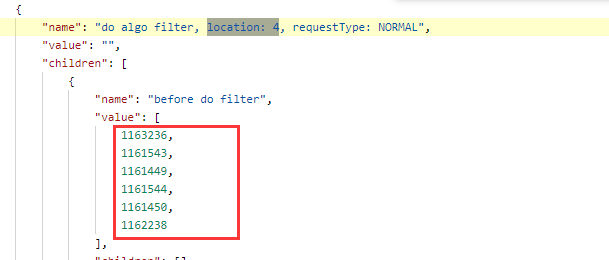 {
"name": "do algo filter, location: 4, requestType: NORMAL",
"value": "",
"children": [
{
"name": "before do filter",
"value": [
1163236,
1161543,
1161449,
1161544,
1161450,
1162238
],